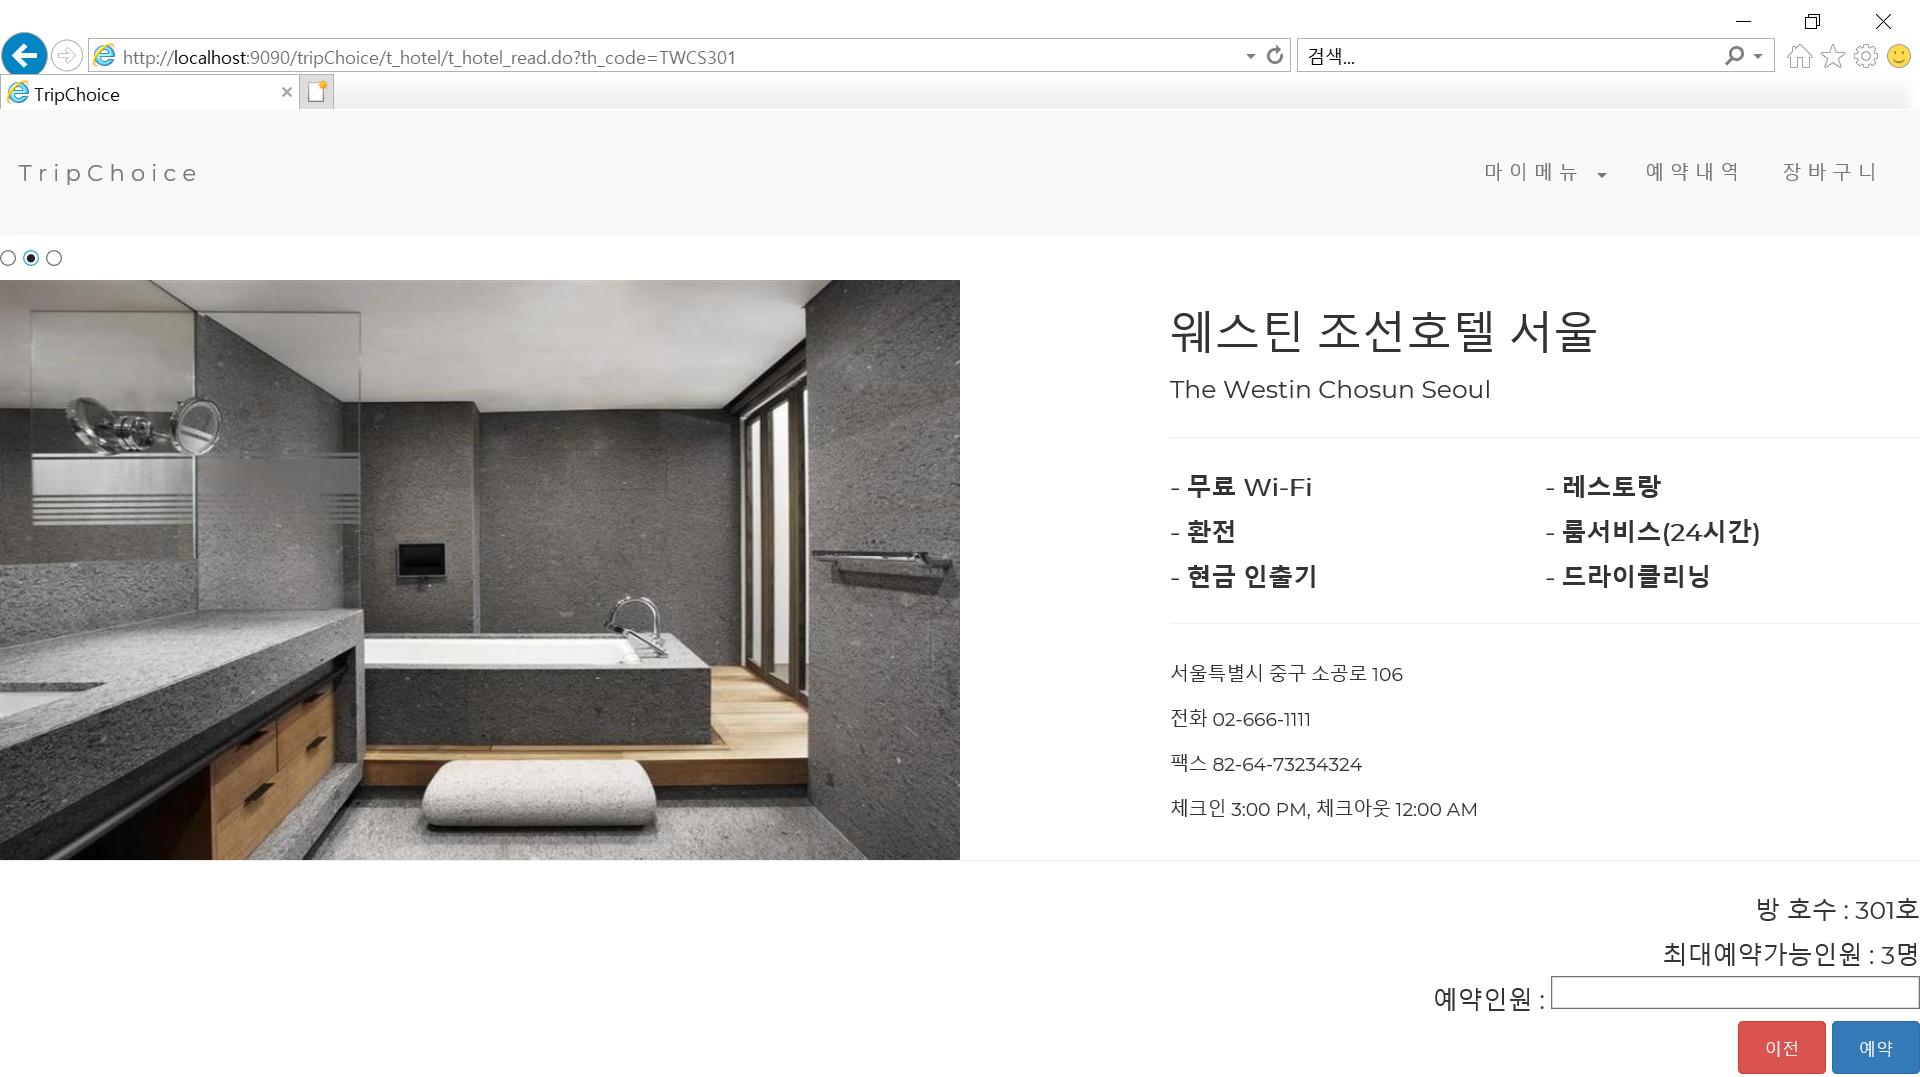 http://localhost:9090/tripChoice/t_hotel/t_hotel_read.do?th_code=TWCS301
검색...
TripChoice
TripChoice
마이메뉴
예약내역
장바구니
웨스틴 조선호텔 서울
The Westin Chosun Seoul
- 무료 Wi-Fi
- 레스토랑
- 환전
- 룸서비스(24시간)
- 현금 인출기
- 드라이클리닝
서울특별시 중구 소공로 106
전화 02-666-1111
팩스 82-64-73234324
체크인 3:00 PM, 체크아웃 12:00 AM
방 호수 : 301호
최대예약가능인원 : 3명
예약인원 :
이전
예약